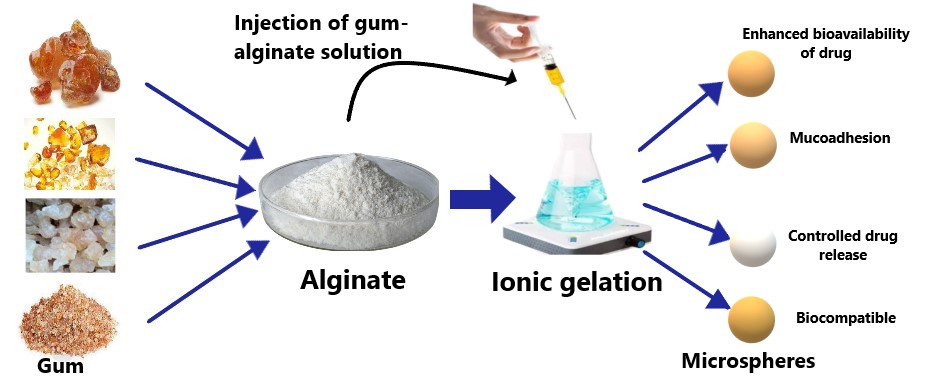 Injection of gum-
alginate solution
Enhanced bioavailability
of drug
Mucoadhesion
Controlled drug
release
Alginate
Ionic gelation
Biocompatible
Gum
Microspheres